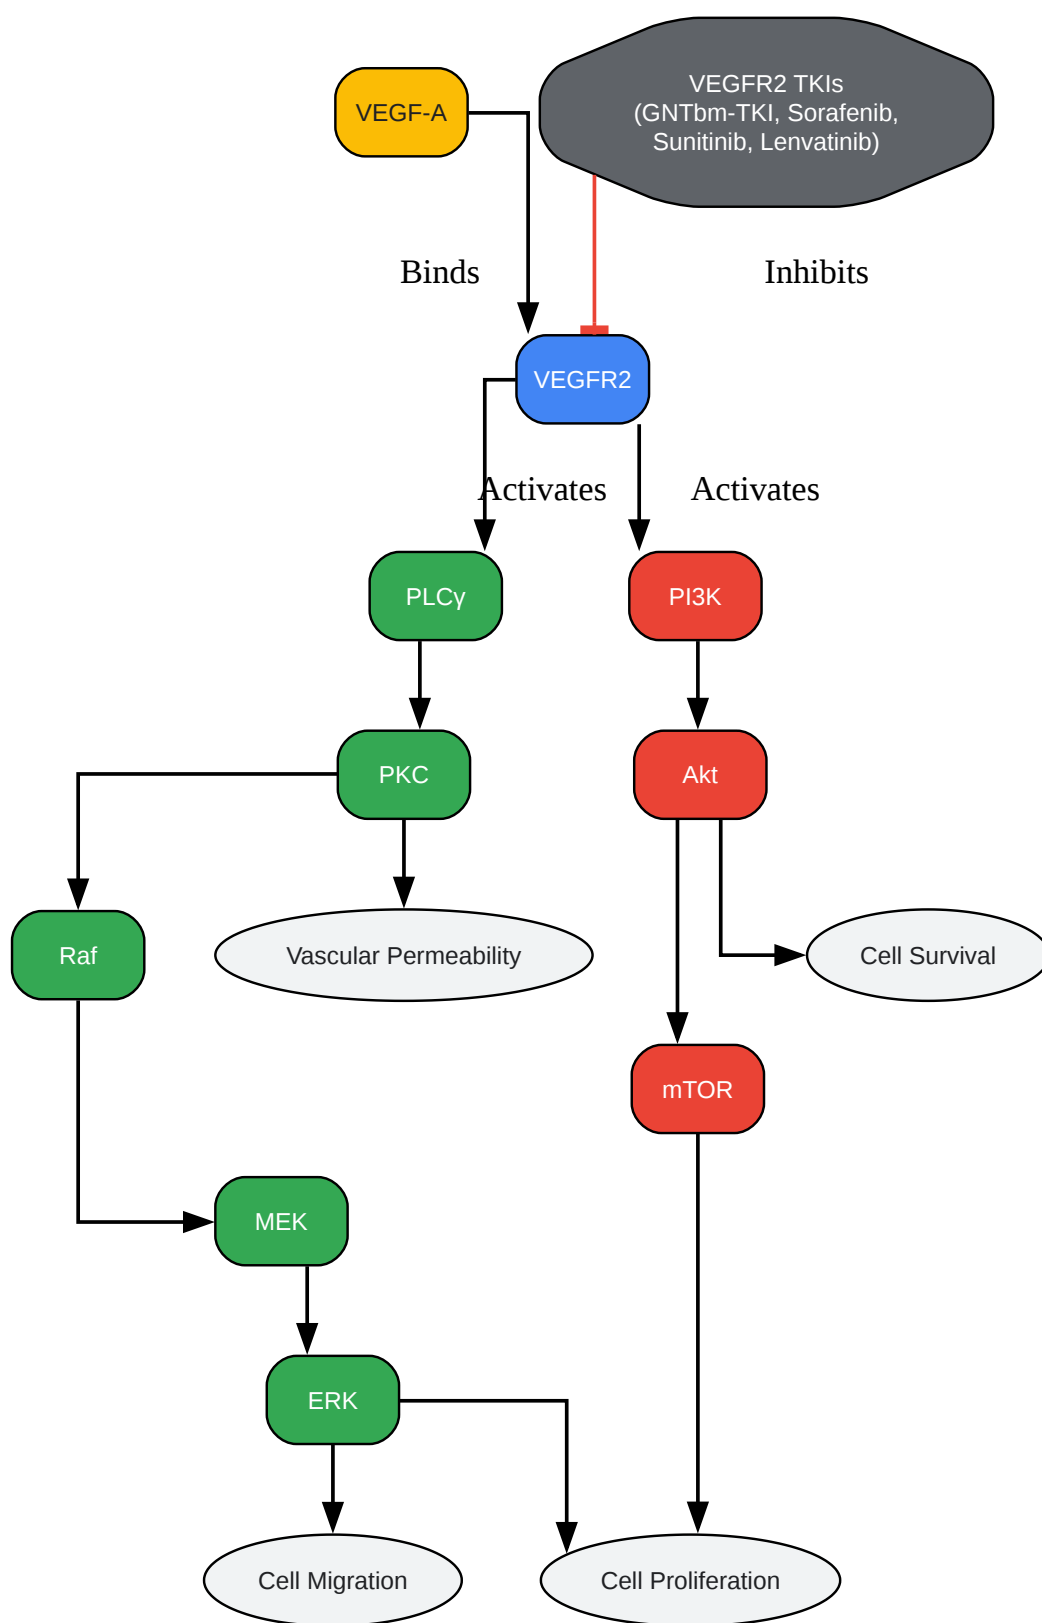 VEGF-A
VEGFR2 TKIs
(GNTbm-TKI, Sorafenib,
Sunitinib, Lenvatinib)
Binds
Inhibits
VEGFR2
Activates
Activates
PLCγ
PI3K
PKC
Akt
Raf
Vascular Permeability
Cell Survival
mTOR
MEK
ERK
Cell Migration
Cell Proliferation